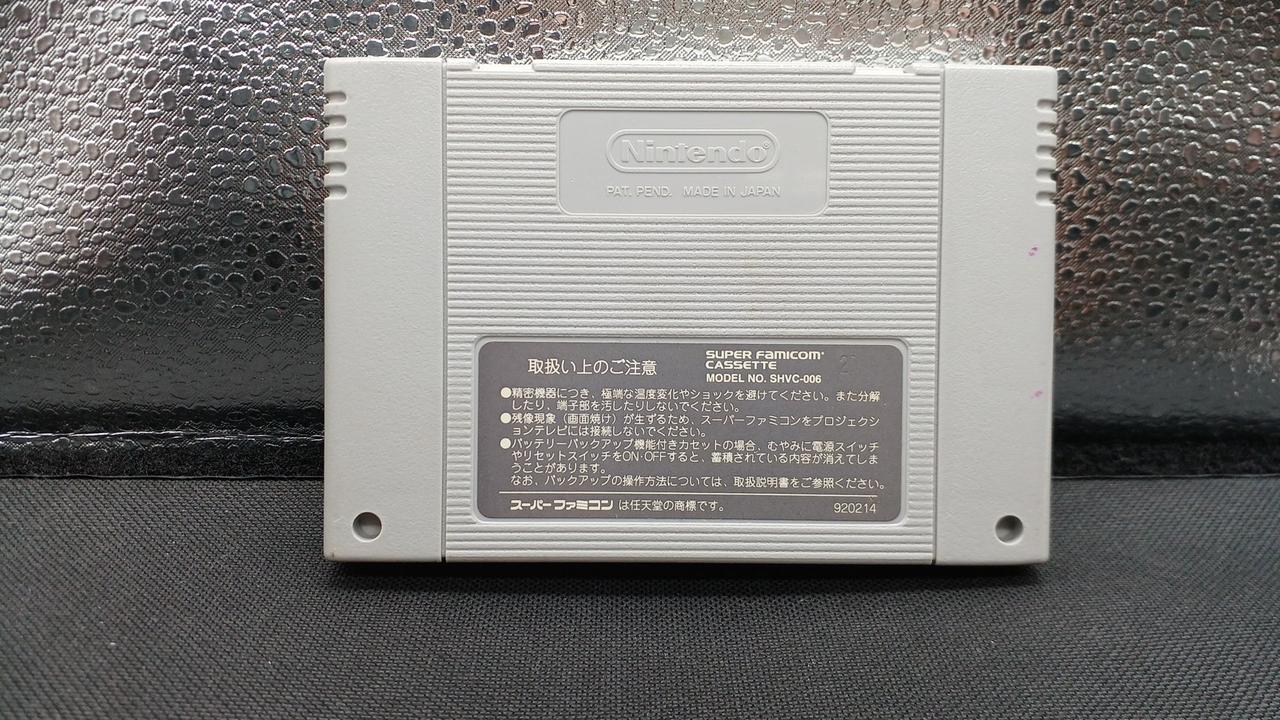 Nintendo®
PAT. PEND. MADE IN JAPAN
取扱い上のご注意
SUPER FAMICOM
CASSETTE
MODEL NO. SHVC-006
●精密機器につき、極端な温度変化やショックを避けてください。また分解
したり、端子部を汚したりしないでください。
●残像現象(画面焼け)が生ずるため、スーパーファミコンをプロジェクシ
ョンテレビには接続しないでください。
●バッテリーバックアップ機能付きカセットの場合、むやみに電源スイッチ
やリセットスイッチをON・OFFすると、蓄積されている内容が消えてしま
うことがあります。
なお、バックアップの操作方法については、取扱説明書をご参照ください。
スーパーファミコン は任天堂の商標です。
920214